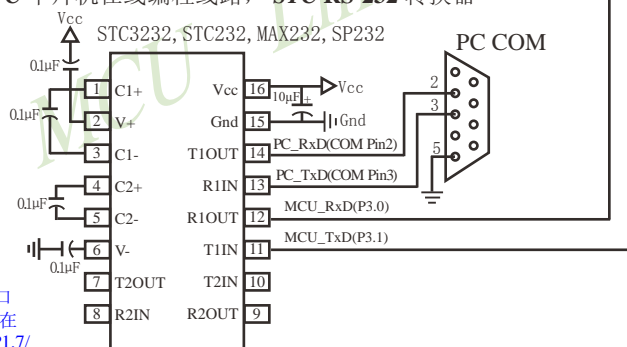 单片机在线编程线路， STC RS-232 转换器
Vcc
STC3232,STC232,MAX232,SP232
PC COM
0.1μF
0.1μF
1 C1+ Vcc 16 Vcc
10μF +
2 V+ Gnd 15 Gnd
3 C1- T1OUT 14 PC_RxD(COM Pin2)
4 C2+ R1IN 13 PC_TxD(COM Pin3)
0.1μF
5 C2- R1OUT 12 MCU_RxD(P3.0)
6 V- T1IN 11 MCU_TxD(P3.1)
0.1μF
7 T2OUT T2IN 10
8 R2IN R2OUT 9
2
3
5
MCU
口
在
1.7/